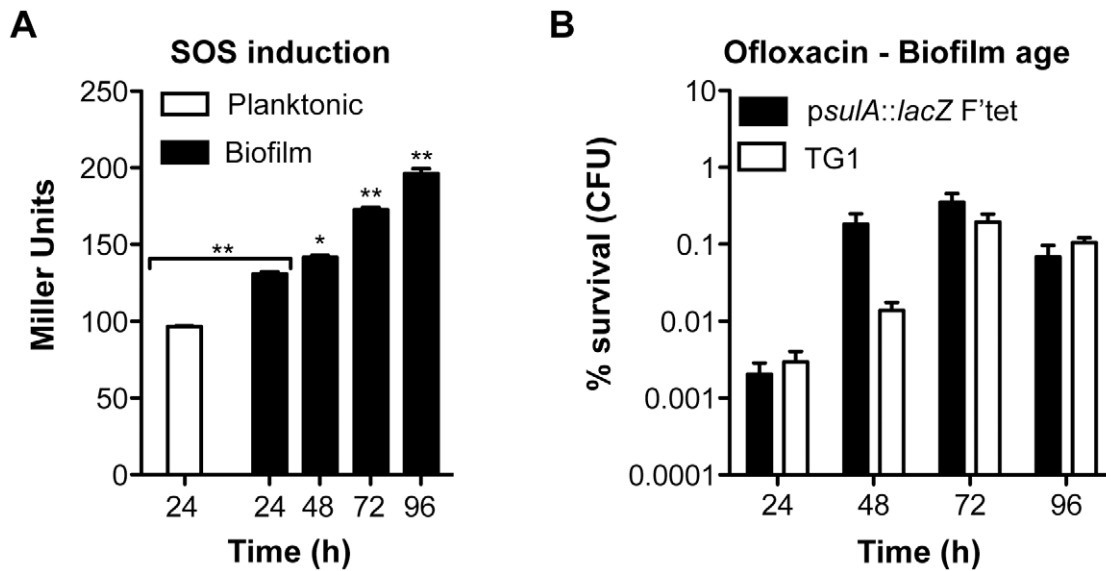 A
SOS induction
250
200
150
100
50
0
Miller Units
Planktonic
Biofilm
**
*
**
**
24
24
48
72
96
Time (h)
B
Ofloxacin - Biofilm age
10
1
0.1
0.01
0.001
0.0001
% survival (CFU)
psulA::lacZ F'tet
TG1
24
48
72
96
Time (h)